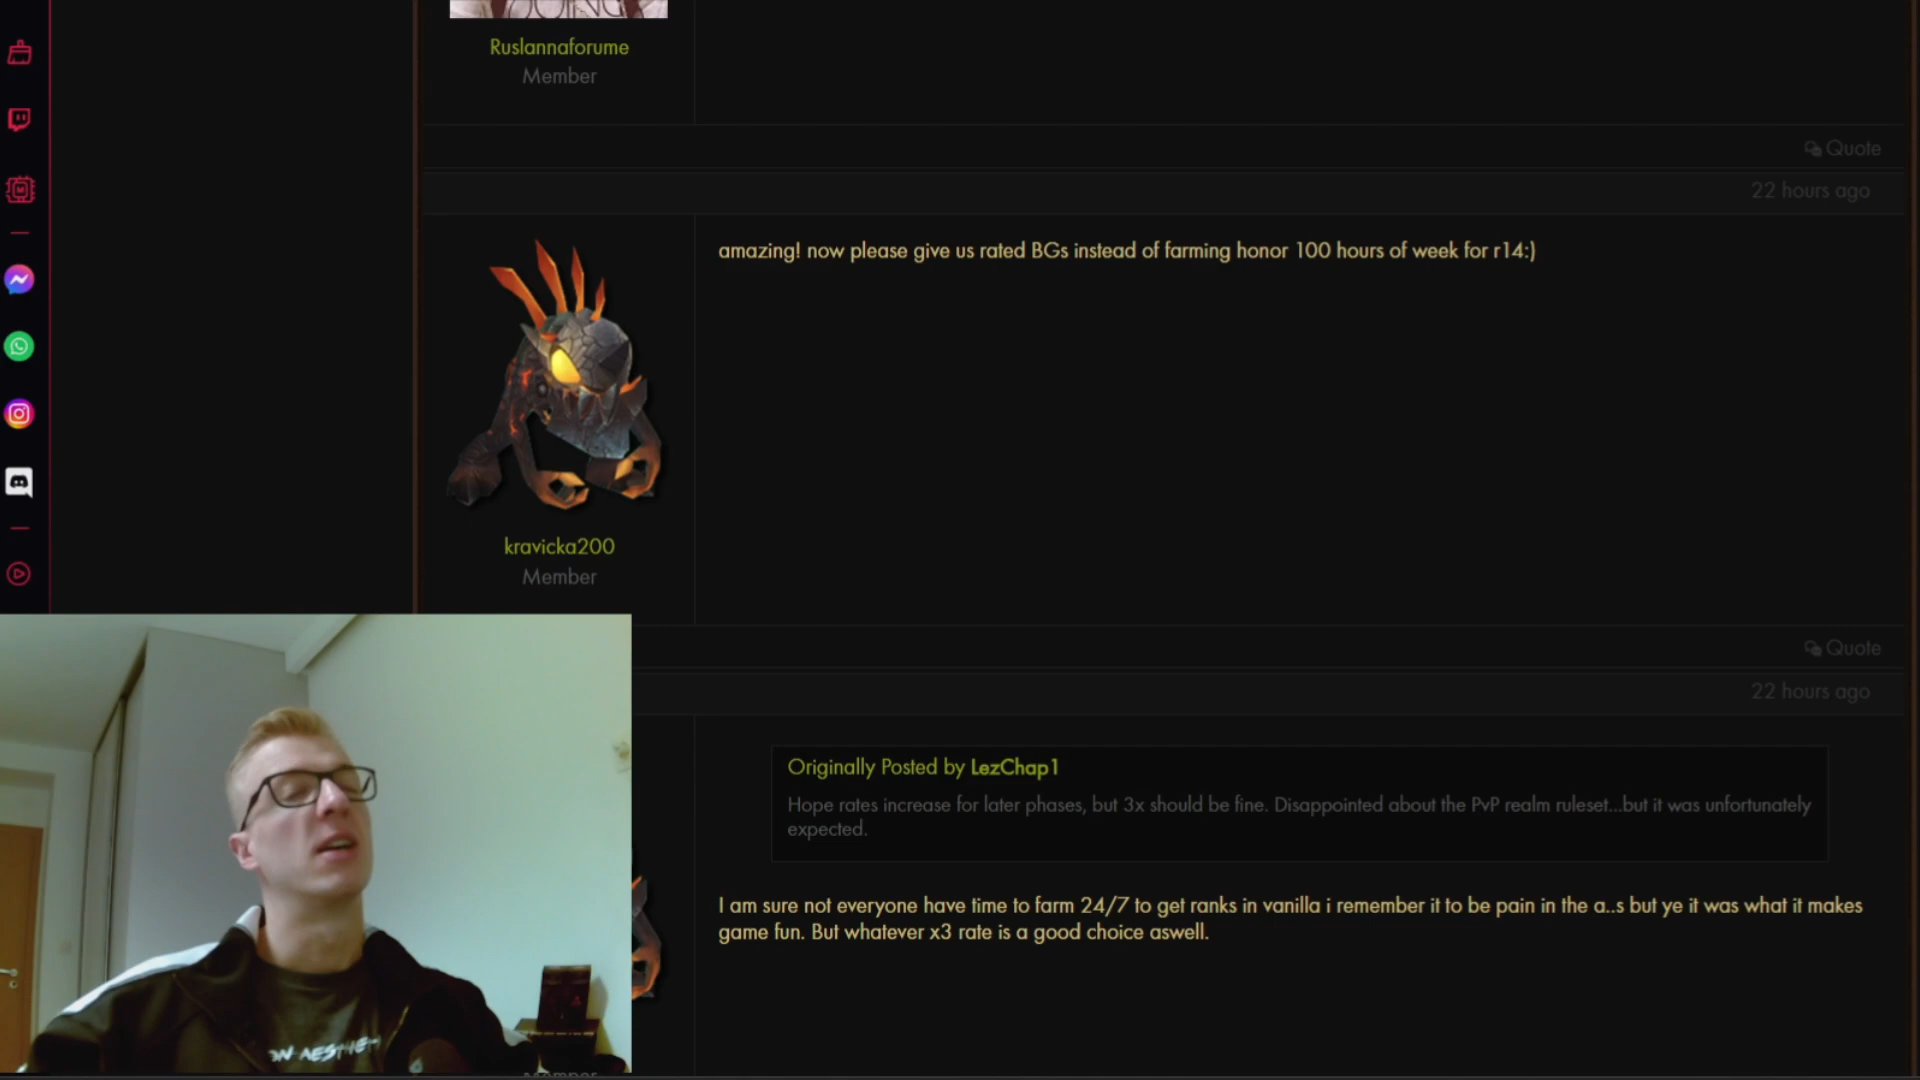 Ruslannaforume
Member
Quote
22 hours ago
amazing! now please give us rated BGs instead of farming honor 100 hours of week for r14:)
kravicka200
Member
Quote
22 hours ago
Originally Posted by LezChap1
Hope rates increase for later phases, but 3x should be fine. Disappointed about the PvP realm ruleset...but it was unfortunately
expected.
I am sure not everyone have time to farm 24/7 to get ranks in vanilla i remember it to be pain in the a..s but ye it was what it makes
game fun. But whatever x3 rate is a good choice aswell.